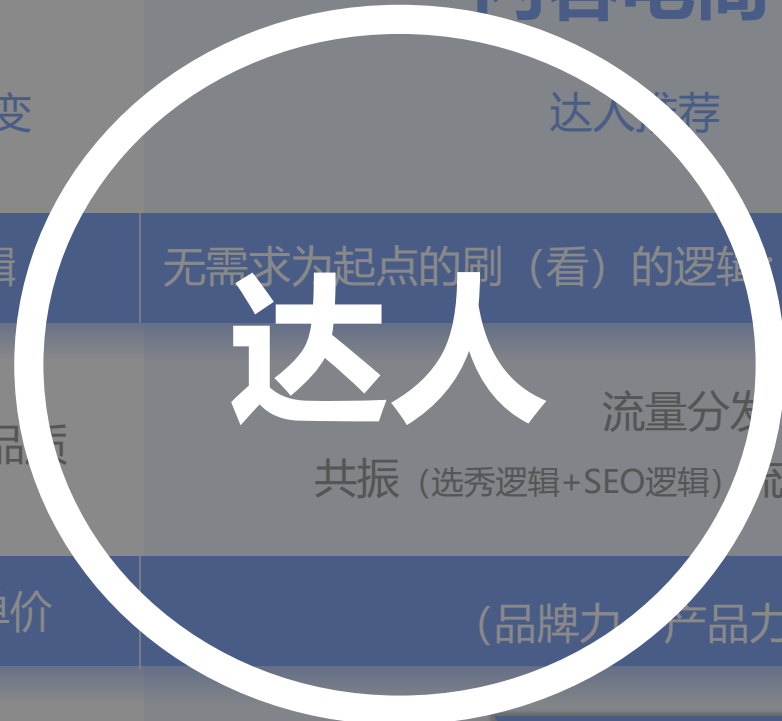 内容电商
变
达人推荐
辑
无需求为起点的刷（看）的逻辑
达人
流量分发
品质
共振（选秀逻辑+SEO逻辑）
单价
（品牌力 产品力